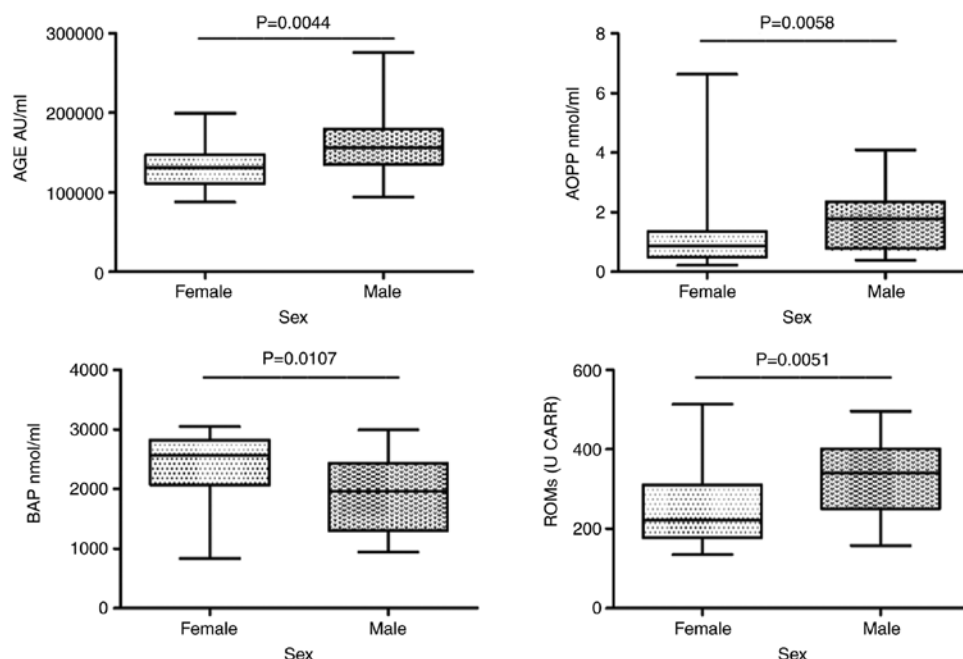 P=0.0044
300000
200000
100000
0
AGE AU/ml
Female
Male
Sex
P=0.0058
8
6
4
2
0
AOPP nmol/ml
Female
Male
Sex
P=0.0107
4000
3000
2000
1000
0
BAP nmol/ml
Female
Male
Sex
P=0.0051
600
400
200
0
ROMs (U CARR)
Female
Male
Sex